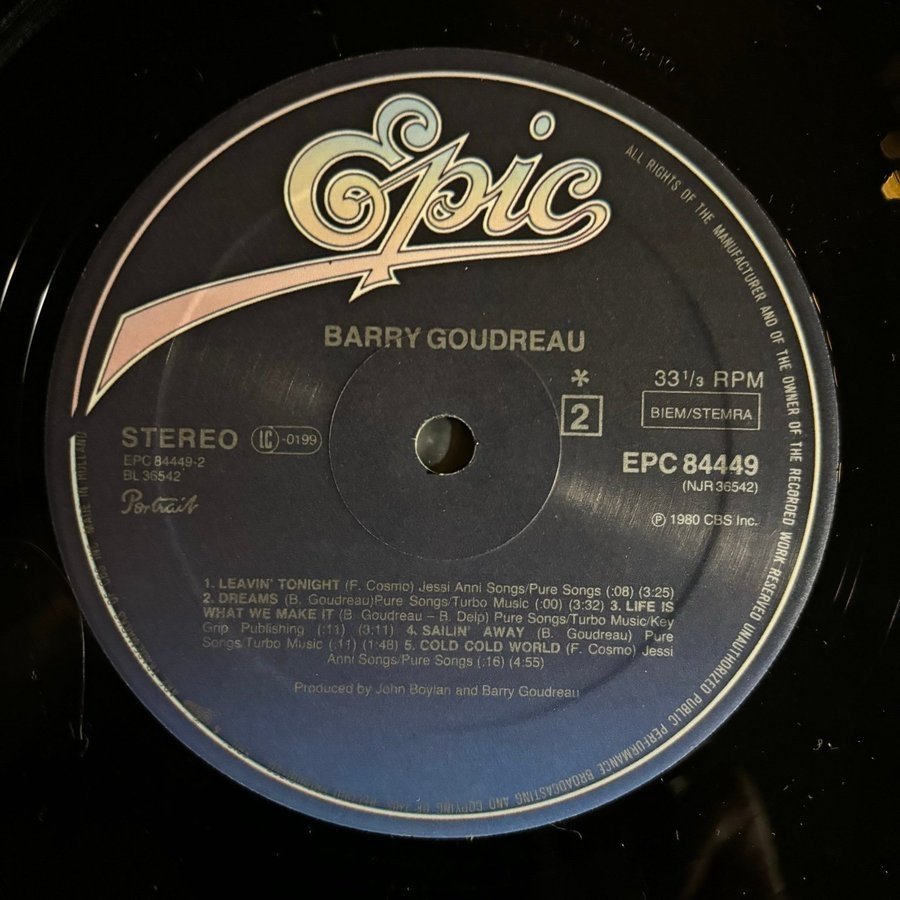 Epic
BARRY GOUDREAU
*
2
33 1/3 RPM
BIEM/STEMRA
STEREO LC-0199
EPC 84449-2
BL 36542
Portrait
EPC 84449
(NJR 36542)
℗ 1980 CBS Inc.
1. LEAVIN' TONIGHT (F. Cosmo) Jessi Anni Songs/Pure Songs (:08) (3:25)
2. DREAMS (B. Goudreau)Pure Songs/Turbo Music (:00) (3:32) 3. LIFE IS
WHAT WE MAKE IT (B. Goudreau – B. Delp) Pure Songs/Turbo Music/Key
Grip Publishing (:11) (3:11) 4. SAILIN' AWAY (B. Goudreau) Pure
Songs/Turbo Music (:11) (1:48) 5. COLD COLD WORLD (F. Cosmo) Jessi
Anni Songs/Pure Songs (:16) (4:55)
Produced by John Boylan and Barry Goudreau
ALL RIGHTS OF THE MANUFACTURER AND OF THE OWNER OF THE RECORDED WORK RESERVED UNAUTHORIZED PUBLIC PERFORMANCE BROADCASTING AND COPYING OF
MADE IN HOLLAND